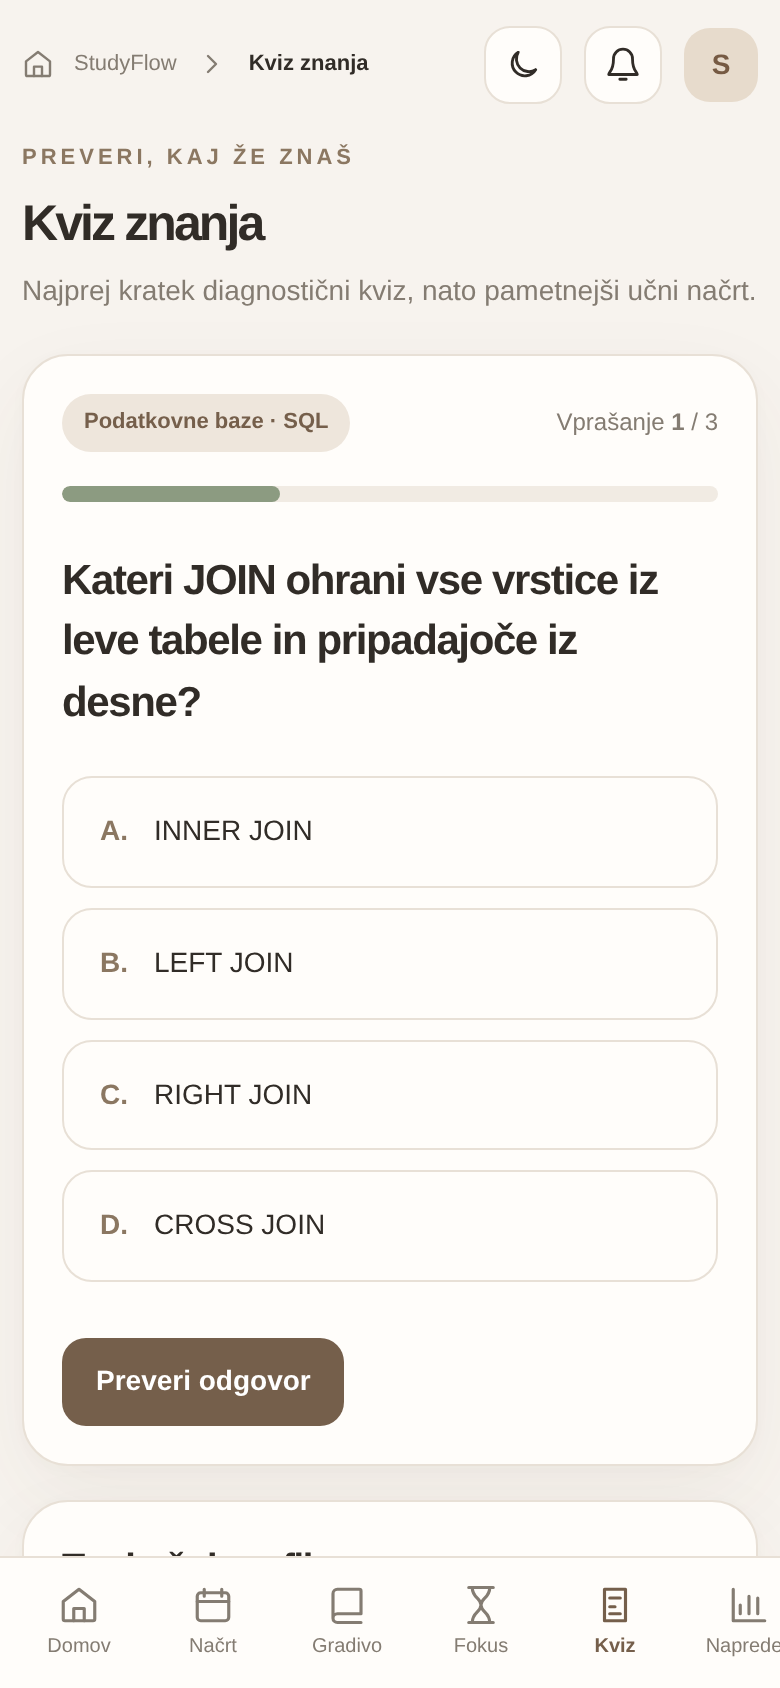 StudyFlow
Kviz znanja
S
PREVERI, KAJ ŽE ZNAŠ
Kviz znanja
Najprej kratek diagnostični kviz, nato pametnejši učni načrt.
Podatkovne baze · SQL
Vprašanje 1 / 3
Kateri JOIN ohrani vse vrstice iz
leve tabele in pripadajoče iz
desne?
A. INNER JOIN
B. LEFT JOIN
C. RIGHT JOIN
D. CROSS JOIN
Preveri odgovor
Domov
Načrt
Gradivo
Fokus
Kviz
Naprede